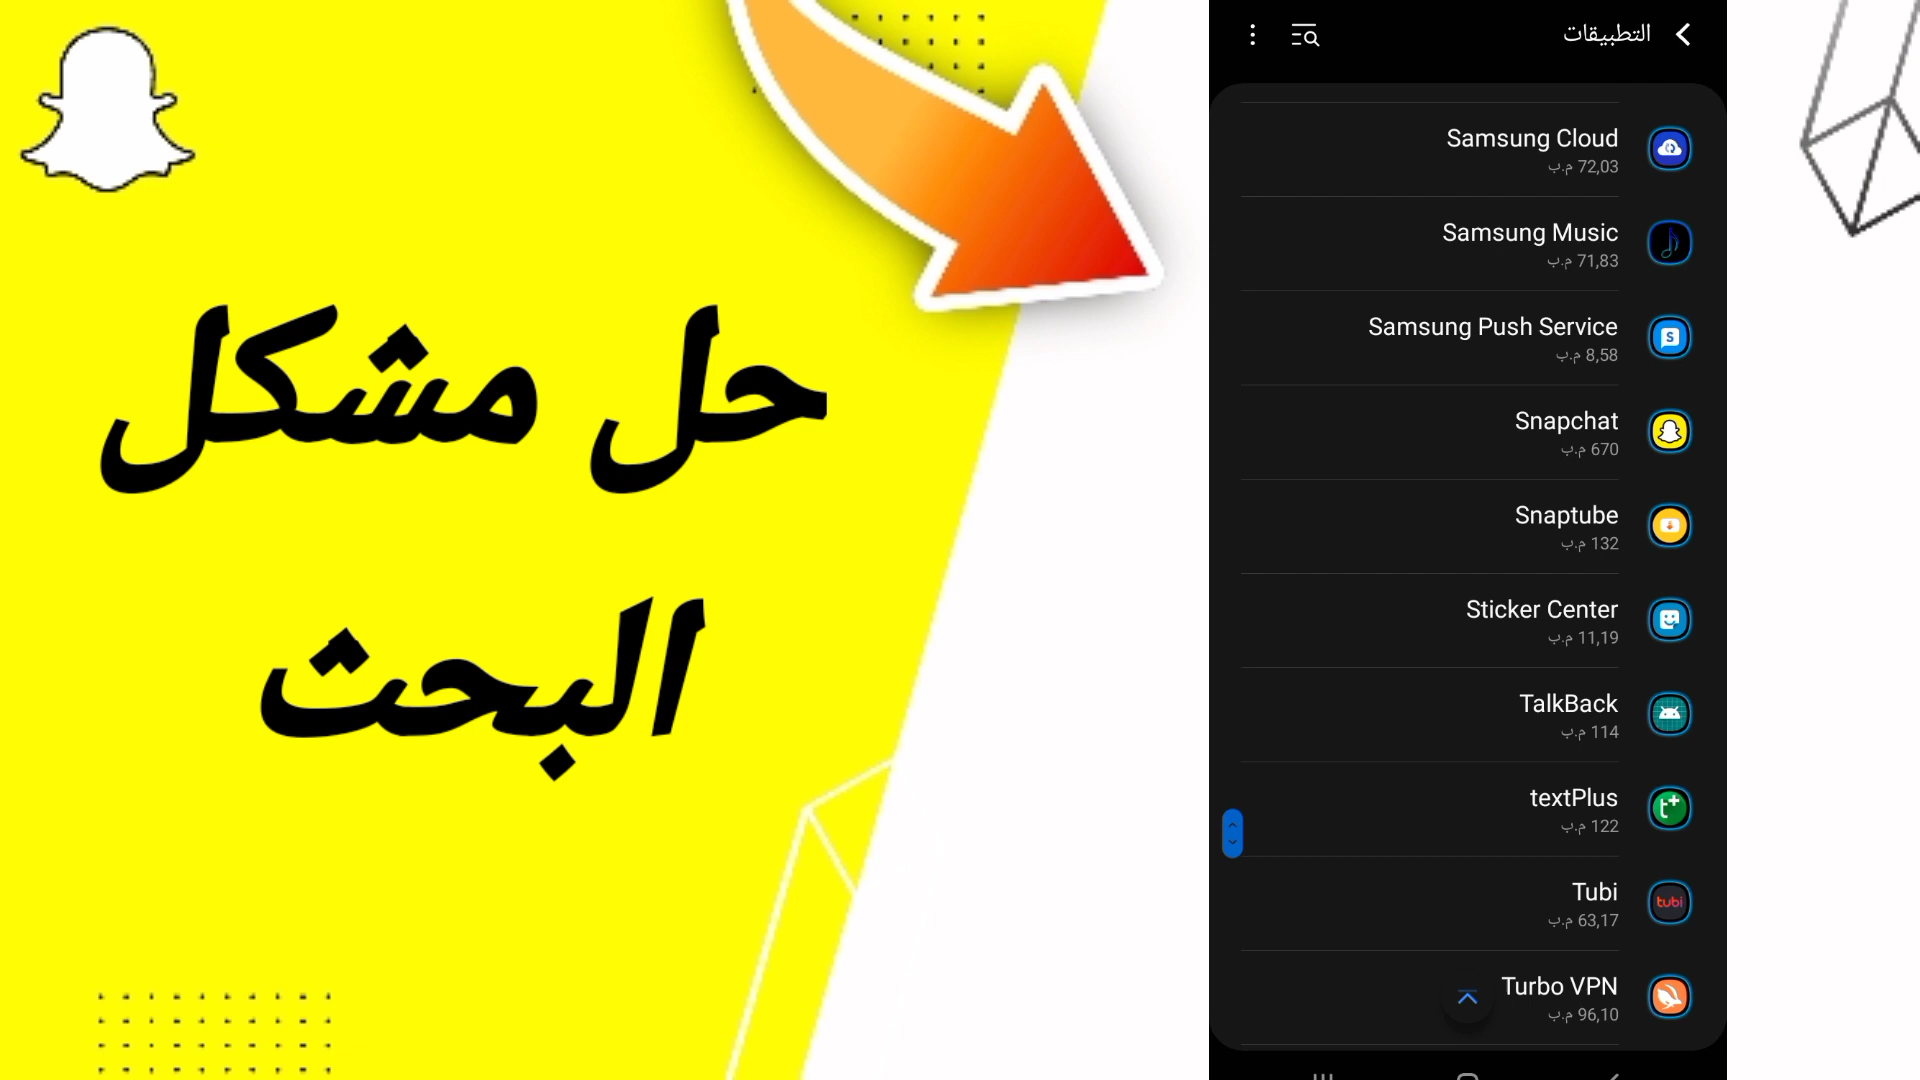 حل مشكل
البحث
التطبيقات
Samsung Cloud
72,03 م.ب
Samsung Music
71,83 م.ب
Samsung Push Service
8,58 م.ب
Snapchat
670 م.ب
Snaptube
132 م.ب
Sticker Center
11,19 م.ب
TalkBack
114 م.ب
textPlus
122 م.ب
Tubi
tubi
63,17 م.ب
Turbo VPN
96,10 م.ب